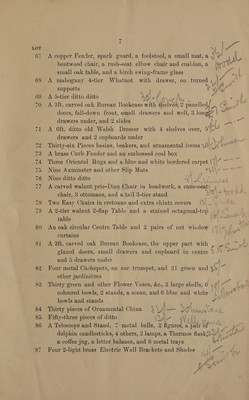 7
LOT
67 A copper Fender, spark guard, a footstool, a small mat, a
bentwood chair, a rush-seat elbow chair and cushion, a
small oak table, and a birch swing-frame glass
68 A mahogany 4-tier Whatnot with drawer, on turned
supports
69 A 5-tier ditto ditto
70 A 3ft. carved oak Bureau Bookcase with shelves, 2 panelled
doors, fall-down front, small drawers and well, 3 long
drawers under, and 2 slides
71 A 6ft. ditto old Welsh Dresser with 4 shelves over, 5
drawers and 2 cupboards
72 Thirty-six Pieces basins, beakers, and ornamental items
73 A brass Curb Fender and an embossed coal box
74 Three Oriental Rugs and a blue and white bordered carpet
75 Nine Axminster and other Slip Mats
76 Nine ditto ditto
77 A carved walnut prie-Dieu Chair in beadwork, a cane-seat
chair, 3 ottomans, and a tall 3-tier stand
78 Two Easy Chairs in cretonne and extra chintz covers
79 A 2-tier walnut 2-flap Table and a stained octagonal-top
table
80 An oak circular Centre Table and 2 pairs of net window
curtains
81 A 3ft. carved oak Bureau Bookcase, the upper part with
glazed doors, small drawers and cupboard in centre
and 5 drawers under
82 Four metal Cachepots, an ear trumpet, and 21 green and
other jardinières
83 Thirty green and other Flower Vases, &c., 2 large shells, 6
coloured bowls, 2 stands, a scone, and 6 blue and white
bowls and stands
84 Thirty pieces of Ornamental China
85 Fifty-three pieces of ditto
86 A Telescope and Stand, 7 metal bells, 2 figures, a pair of
dolphin candlesticks, 4 others, 2 lamps, a Thermos flask,
a coffee jug, a letter balance, and 6 metal trays
87 Four 2-light brass Electric Wall Brackets and Shades